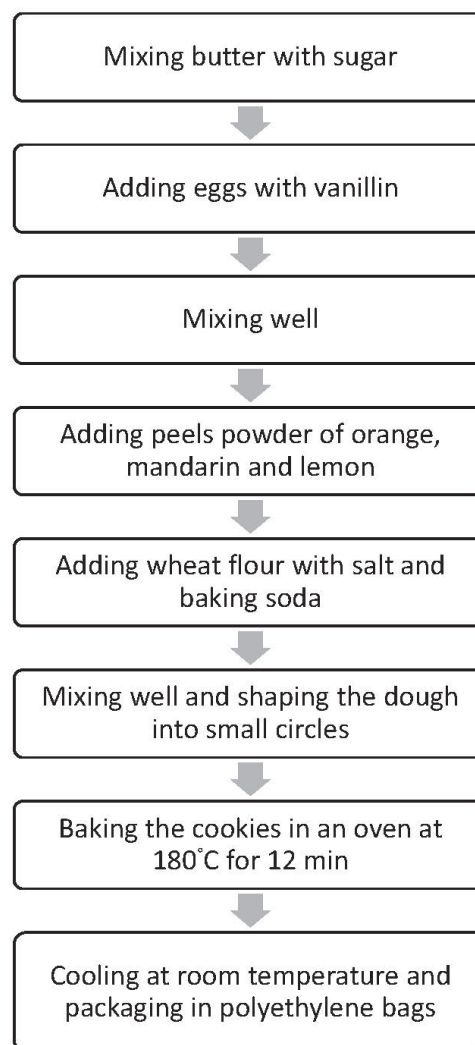 Mixing butter with sugar
Adding eggs with vanillin
Mixing well
Adding peels powder of orange,
mandarin and lemon
Adding wheat flour with salt and
baking soda
Mixing well and shaping the dough
into small circles
Baking the cookies in an oven at
180°C for 12 min
Cooling at room temperature and
packaging in polyethylene bags